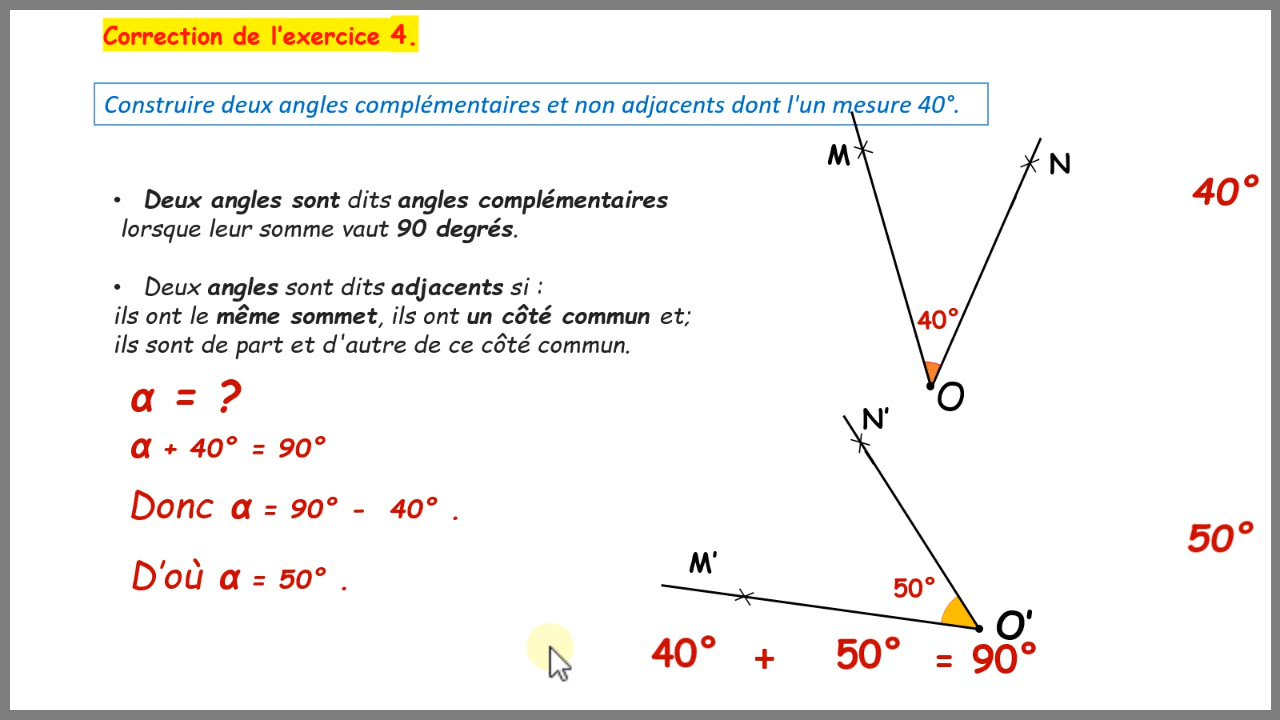 Correction de l'exercice 4.
Construire deux angles complémentaires et non adjacents dont l'un mesure 40°.
• Deux angles sont dits angles complémentaires
lorsque leur somme vaut 90 degrés.
• Deux angles sont dits adjacents si :
ils ont le même sommet, ils ont un côté commun et;
ils sont de part et d'autre de ce côté commun.
α = ?
α + 40° = 90°
Donc α = 90° - 40° .
D'où α = 50° .
M
N
40°
40°
O
N'
M'
50°
50°
O'
40° + 50° = 90°